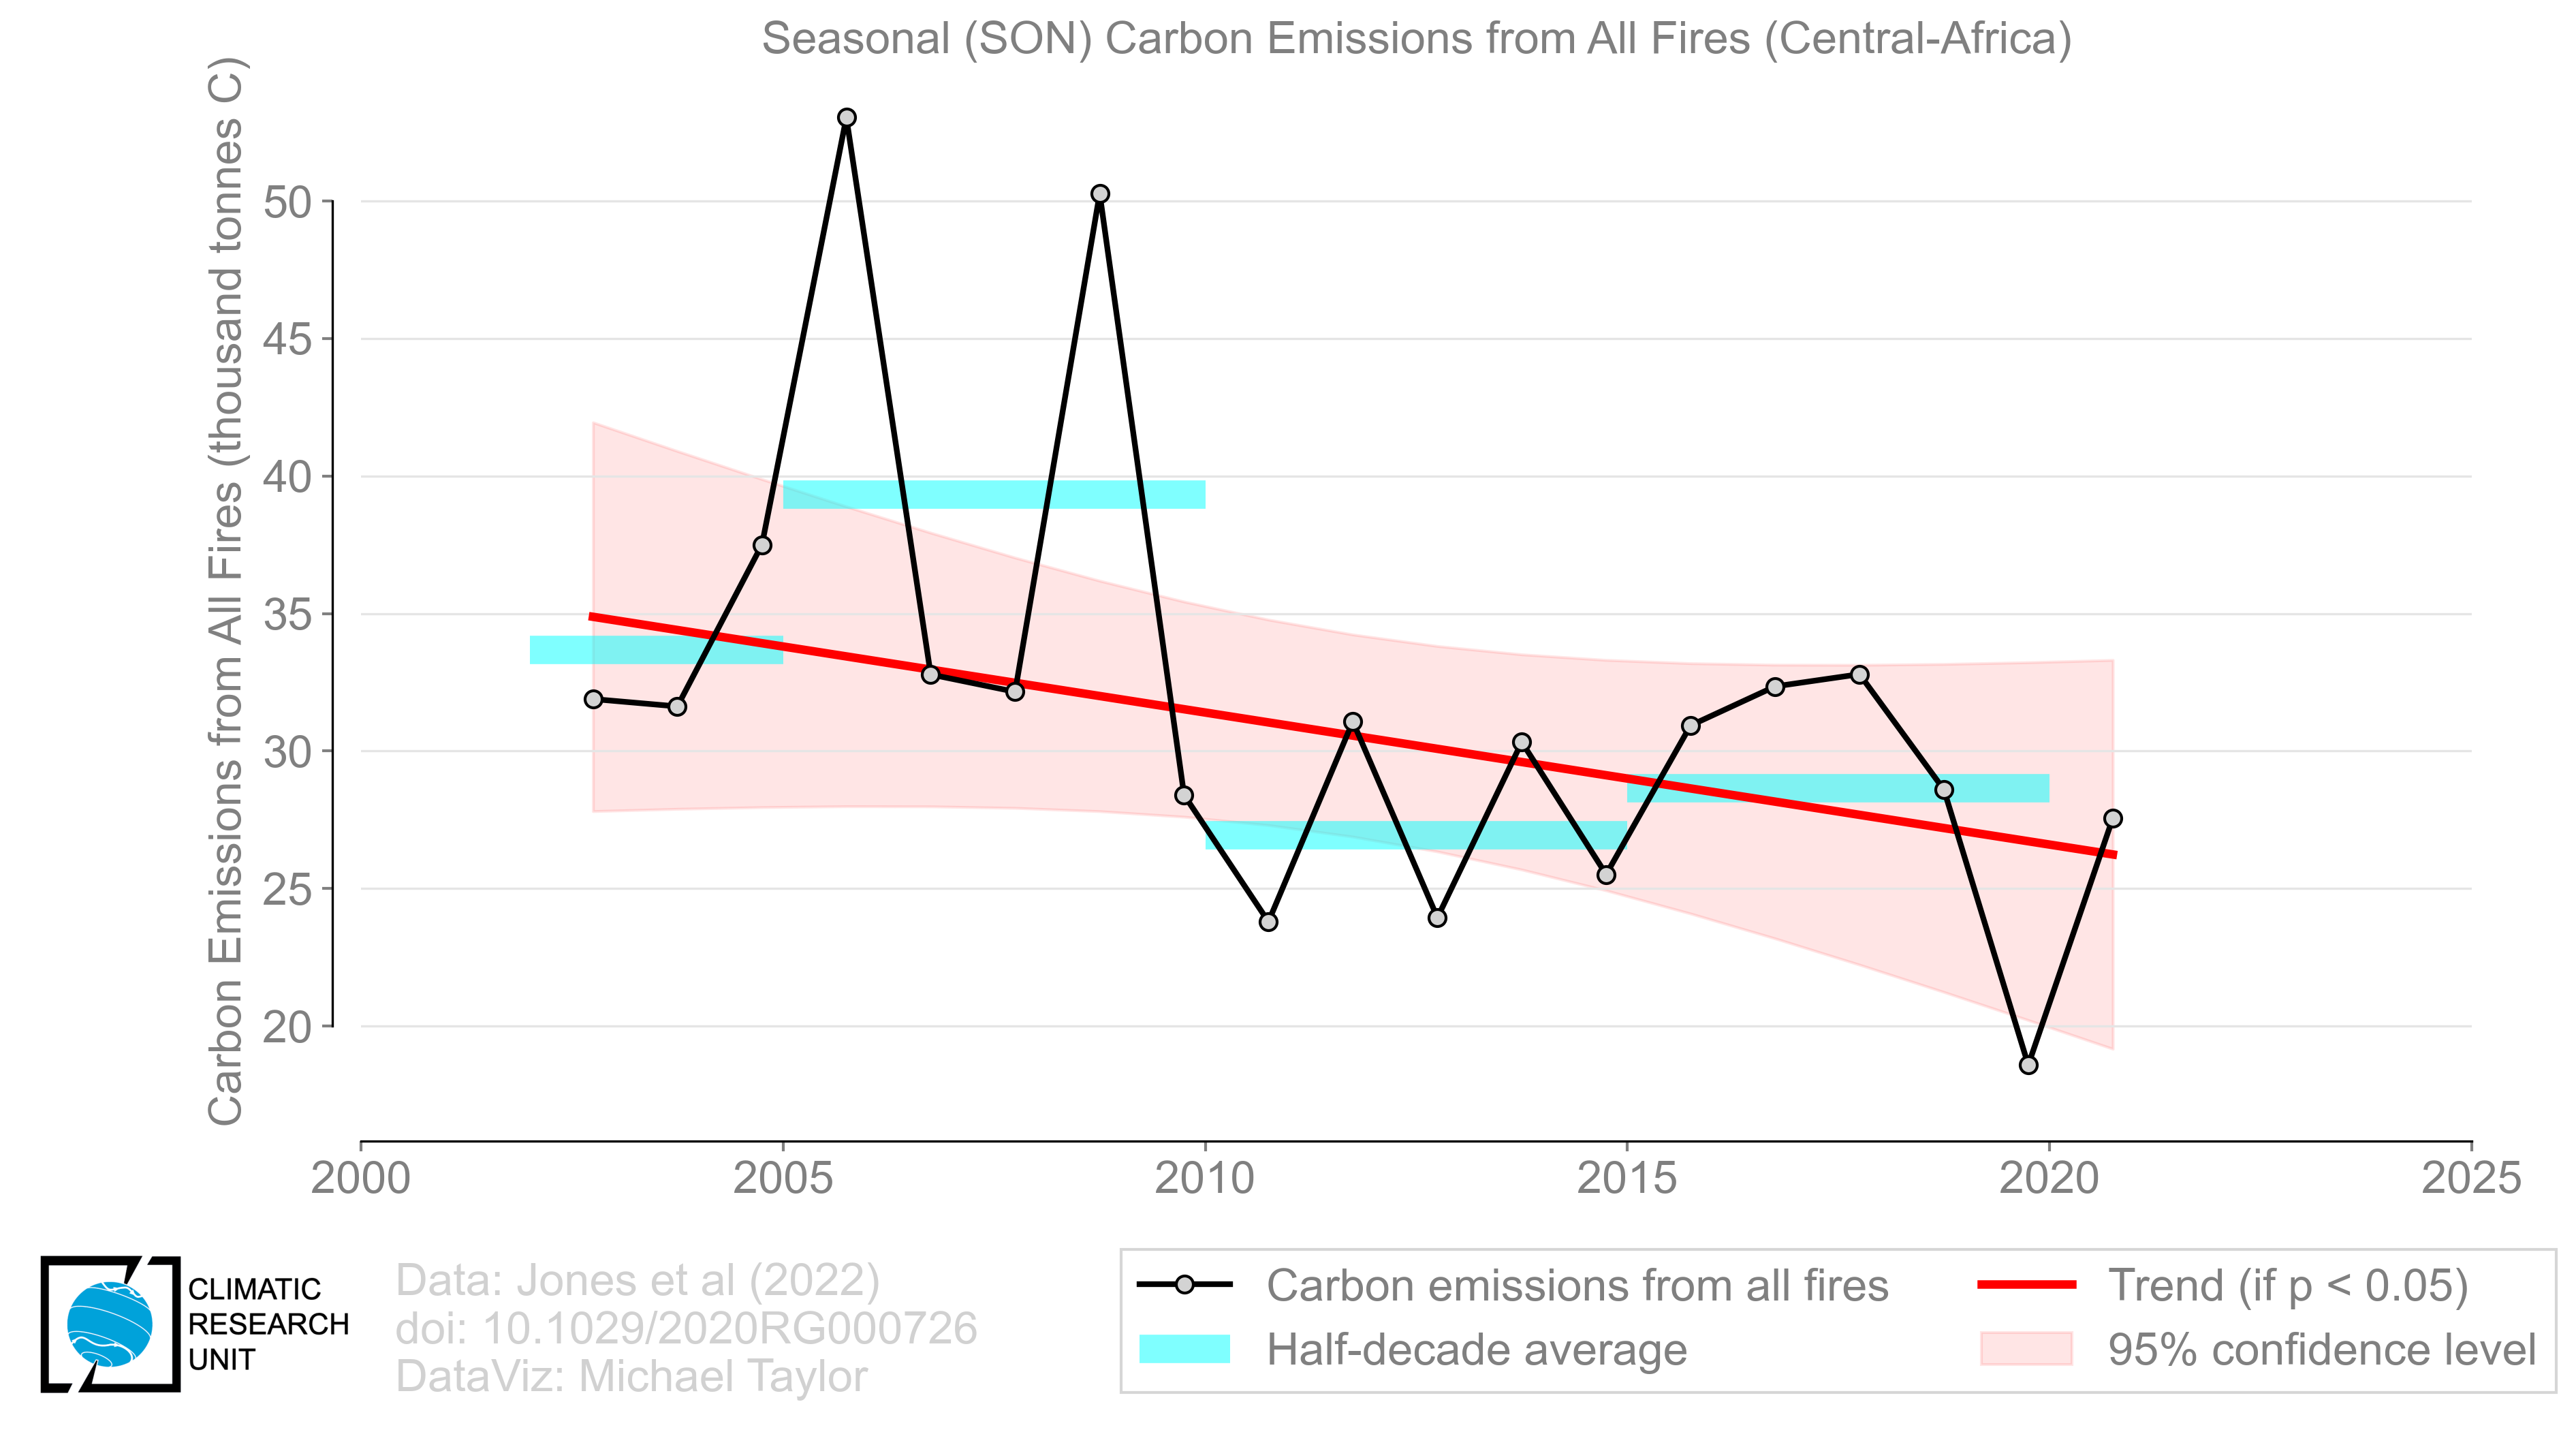 Seasonal (SON) Carbon Emissions from All Fires (Central-Africa)
Carbon Emissions from All Fires (thousand tonnes C)
50
45
40
35
30
25
20
2000
2005
2010
2015
2020
2025
CLIMATIC
RESEARCH
UNIT
Data: Jones et al (2022)
doi: 10.1029/2020RG000726
DataViz: Michael Taylor
Carbon emissions from all fires
Half-decade average
Trend (if p < 0.05)
95% confidence level